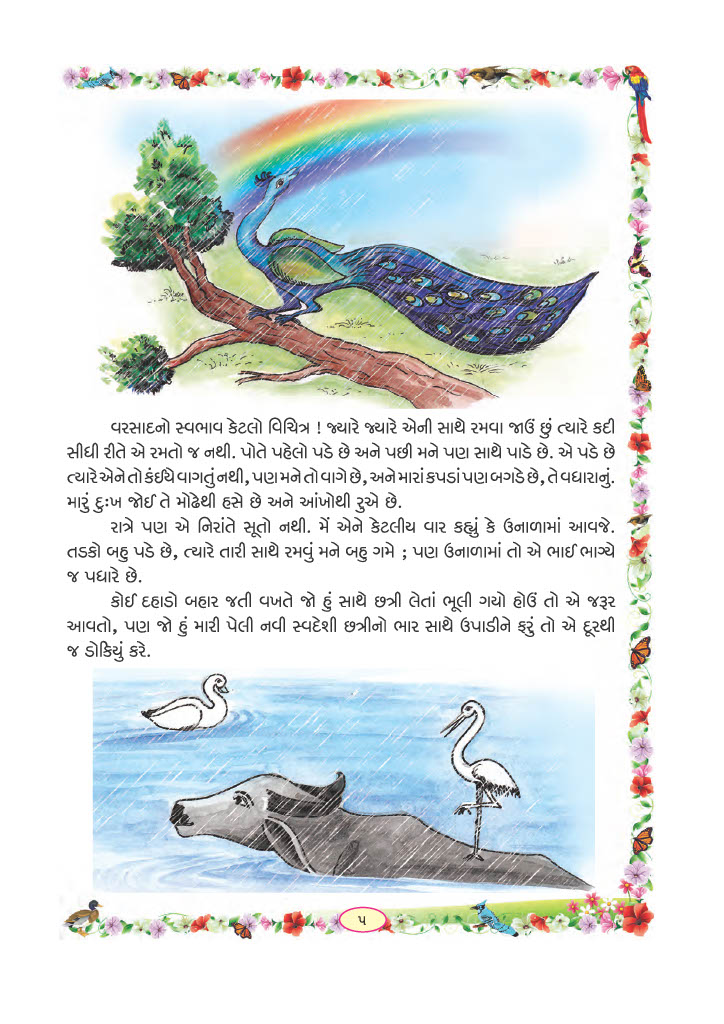 વરસાદનો સ્વભાવ કેટલો વિચિત્ર ! જ્યારે જ્યારે એની સાથે રમવા જાઉં છું ત્યારે કદી
સીધી રીતે એ રમતો જ નથી. પોતે પહેલો પડે છે અને પછી મને પણ સાથે પાડે છે. એ પડે છે
ત્યારે એને તો કંઈયે વાગતું નથી, પણ મને તો વાગે છે, અને મારાં કપડાં પણ બગડે છે, તે વધારાનું.
મારું દુઃખ જોઈ તે મોઢેથી હસે છે અને આંખોથી રુએ છે.
રાત્રે પણ એ નિરાંતે સૂતો નથી. મેં એને કેટલીય વાર કહ્યું કે ઉનાળામાં આવજે.
તડકો બહુ પડે છે, ત્યારે તારી સાથે રમવું મને બહુ ગમે ; પણ ઉનાળામાં તો એ ભાઈ ભાગ્યે
જ પધારે છે.
કોઈ દહાડો બહાર જતી વખતે જો હું સાથે છત્રી લેતાં ભૂલી ગયો હોઉં તો એ જરૂર
આવતો, પણ જો હું મારી પેલી નવી સ્વદેશી છત્રીનો ભાર સાથે ઉપાડીને ફરું તો એ દૂરથી
જ ડોકિયું કરે.
૫